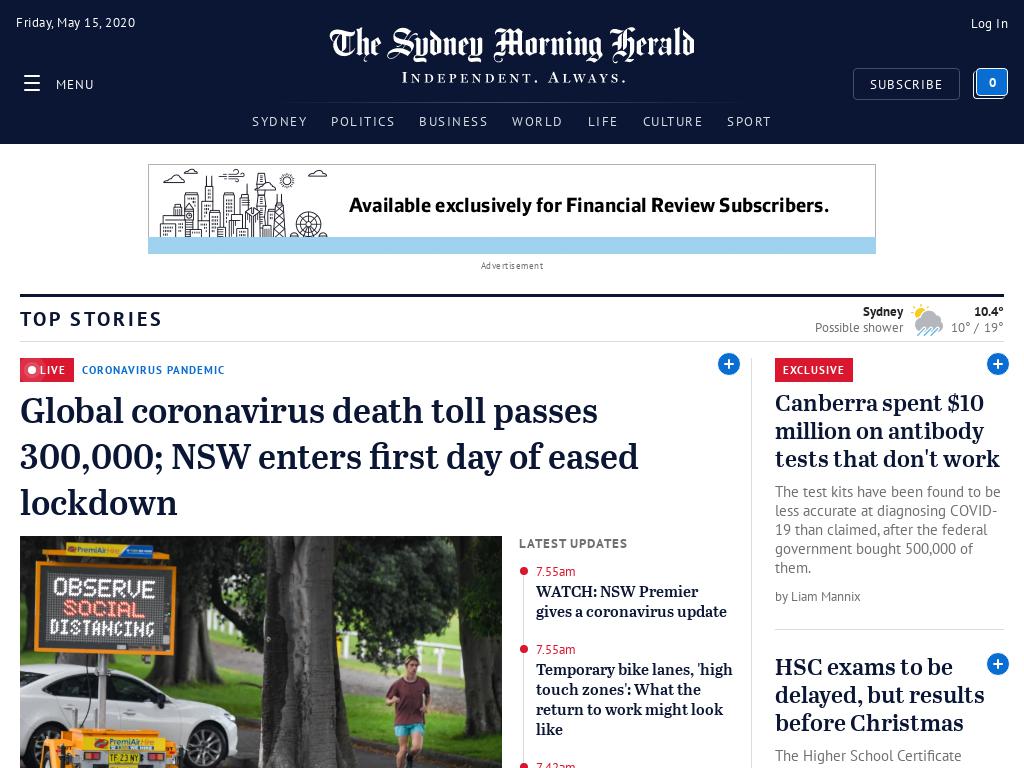 Friday, May 15, 2020
Log In
The Sydney Morning Herald
INDEPENDENT. ALWAYS.
MENU
SUBSCRIBE
0
SYDNEY POLITICS BUSINESS WORLD LIFE CULTURE SPORT
Available exclusively for Financial Review Subscribers.
Advertisement
TOP STORIES
Sydney
Possible shower
10.4°
10° / 19°
LIVE
CORONAVIRUS PANDEMIC
Global coronavirus death toll passes
300,000; NSW enters first day of eased
lockdown
PremiAirHire
OBSERVE
SOCIAL
DISTANCING
PremiAirHire
TF 23 NY
LATEST UPDATES
7.55am
WATCH: NSW Premier
gives a coronavirus update
7.55am
Temporary bike lanes, 'high
touch zones': What the
return to work might look
like
7.42am
EXCLUSIVE
Canberra spent $10
million on antibody
tests that don't work
The test kits have been found to be
less accurate at diagnosing COVID-
19 than claimed, after the federal
government bought 500,000 of
them.
by Liam Mannix
HSC exams to be
delayed, but results
before Christmas
The Higher School Certificate